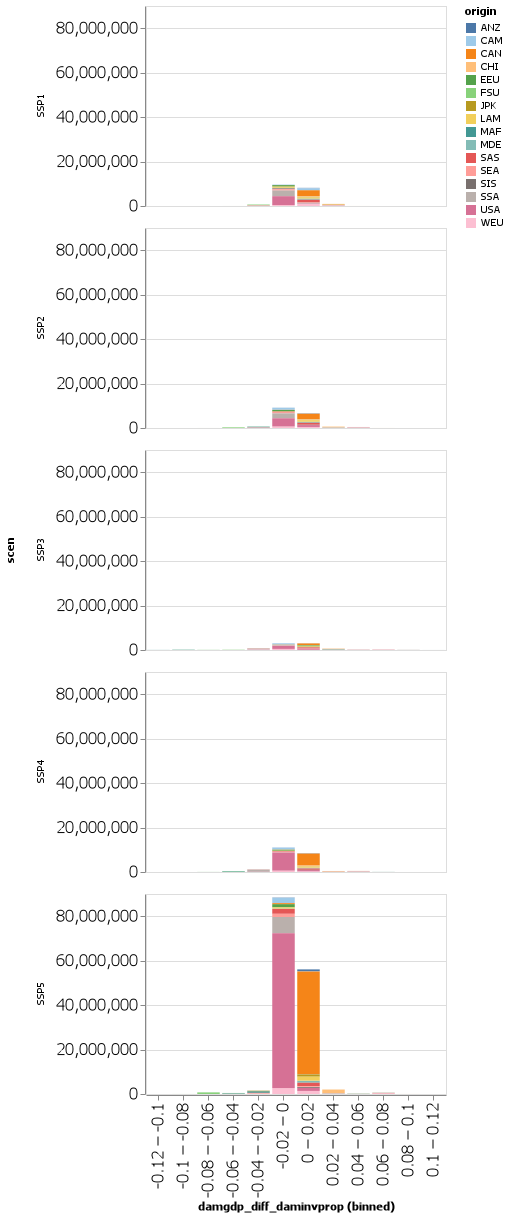 origin
ANZ
CAM
CAN
CHI
EEU
FSU
JPK
LAM
MAF
MDE
SAS
SEA
SIS
SSA
USA
WEU
scen
SSP1
80,000,000
60,000,000
40,000,000
20,000,000
0
SSP2
80,000,000
60,000,000
40,000,000
20,000,000
0
SSP3
80,000,000
60,000,000
40,000,000
20,000,000
0
SSP4
80,000,000
60,000,000
40,000,000
20,000,000
0
SSP5
80,000,000
60,000,000
40,000,000
20,000,000
0
-0.12 – -0.1
-0.1 – -0.08
-0.08 – -0.06
-0.06 – -0.04
-0.04 – -0.02
-0.02 – 0
0 – 0.02
0.02 – 0.04
0.04 – 0.06
0.06 – 0.08
0.08 – 0.1
0.1 – 0.12
damgdp_diff_daminvprop (binned)